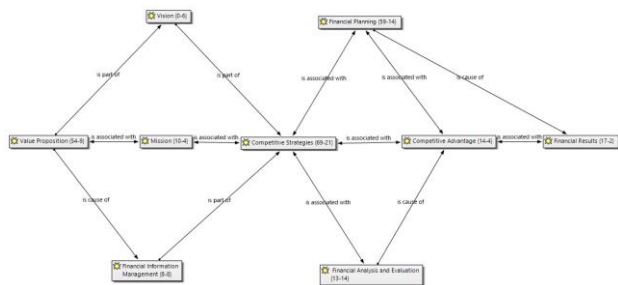 Vision {0-6}
Financial Planning {59-14}
is part of
is part of
is associated with
is associated with
is cause of
Value Proposition {54-9}
is associated with
Mission {10-4}
is associated with
Competitive Strategies {69-21}
is associated with
Competitive Advantage {14-4}
is associated with
Financial Results {17-2}
is cause of
is part of
is associated with
is cause of
Financial Information
Management {8-8}
Financial Analysis and Evaluation
{13-14}